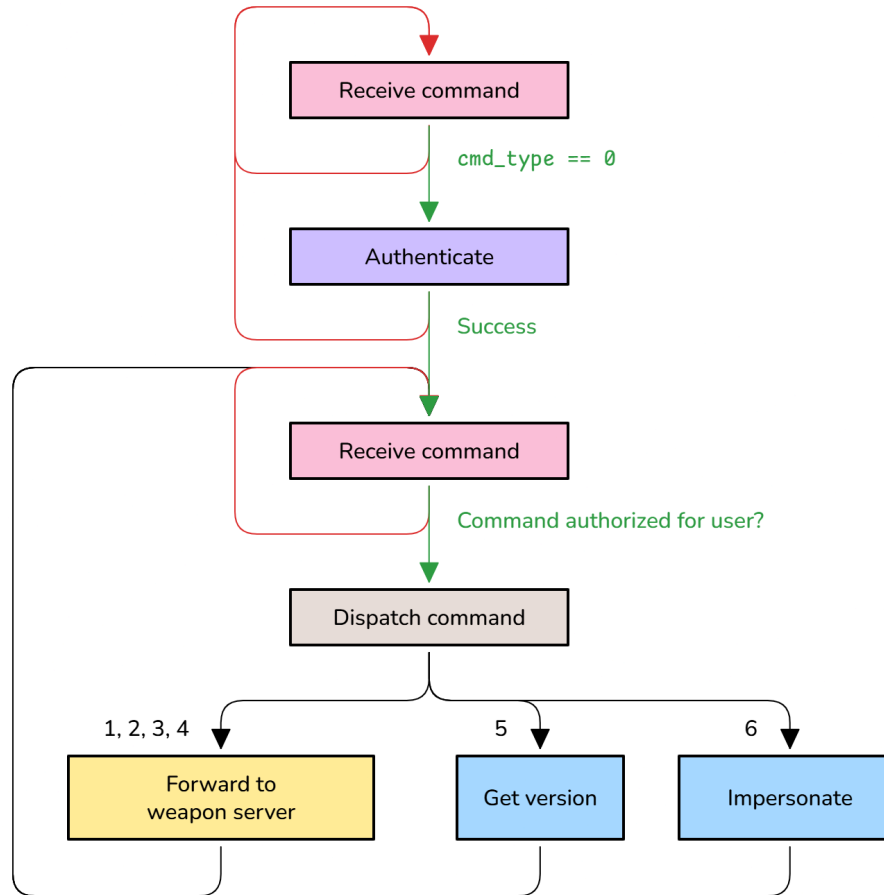 Receive command
cmd_type == 0
Authenticate
Success
Receive command
Command authorized for user?
Dispatch command
1, 2, 3, 4
5
6
Forward to
weapon server
Get version
Impersonate